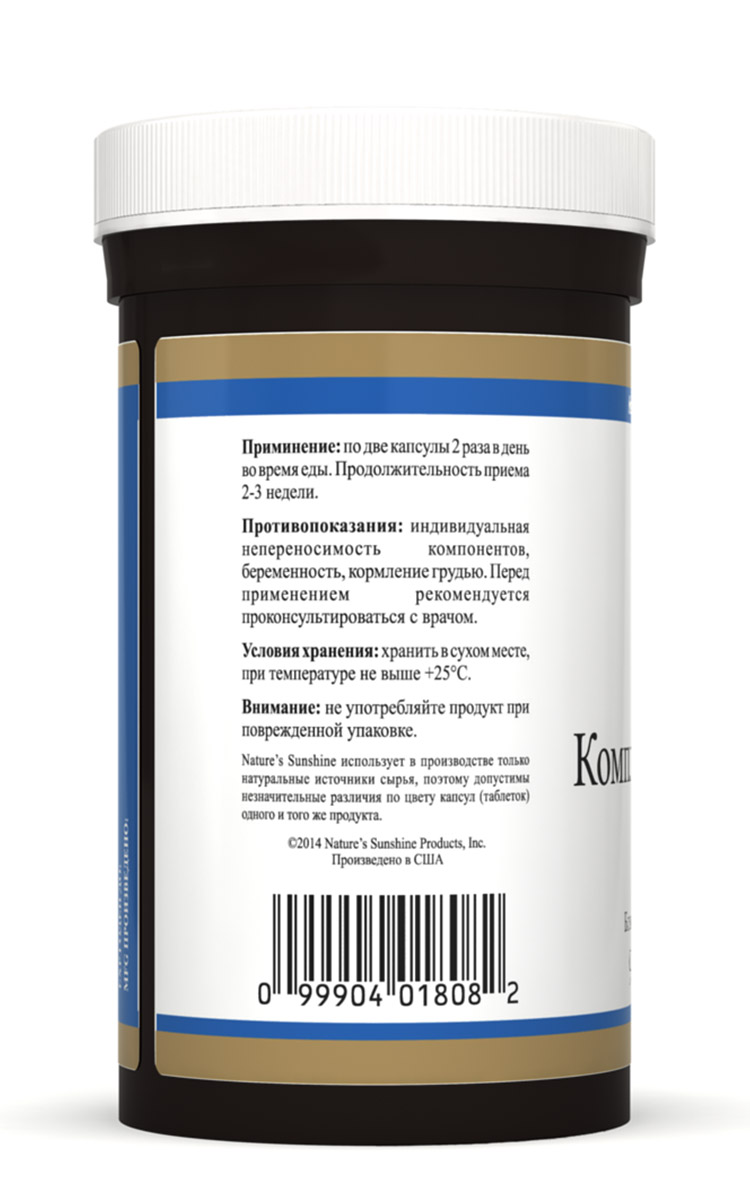 Приминение: по две капсулы 2 раза в день
во время еды. Продолжительность приема
2-3 недели.
Противопоказания: индивидуальная
непереносимость компонентов,
беременность, кормление грудью. Перед
применением рекомендуется
проконсультироваться с врачом.
Условия хранения: хранить в сухом месте,
при температуре не выше +25°C.
Внимание: не употребляйте продукт при
поврежденной упаковке.
Nature's Sunshine использует в производстве только
натуральные источники сырья, поэтому допустимы
незначительные различия по цвету капсул (таблеток)
одного и того же продукта.
©2014 Nature's Sunshine Products, Inc.
Произведено в США
0 99904 01808 2
MFG ПРОИЗВЕДЕНО: